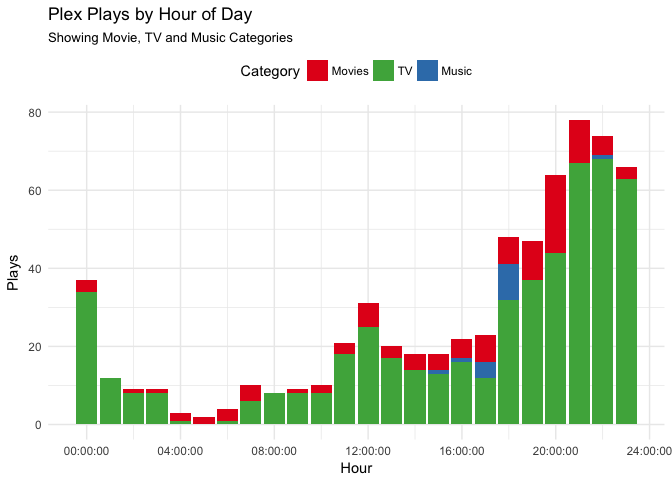 Plex Plays by Hour of Day
Showing Movie, TV and Music Categories
Category Movies TV Music
80
60
40
20
0
Plays
00:00:00 04:00:00 08:00:00 12:00:00 16:00:00 20:00:00 24:00:00
Hour